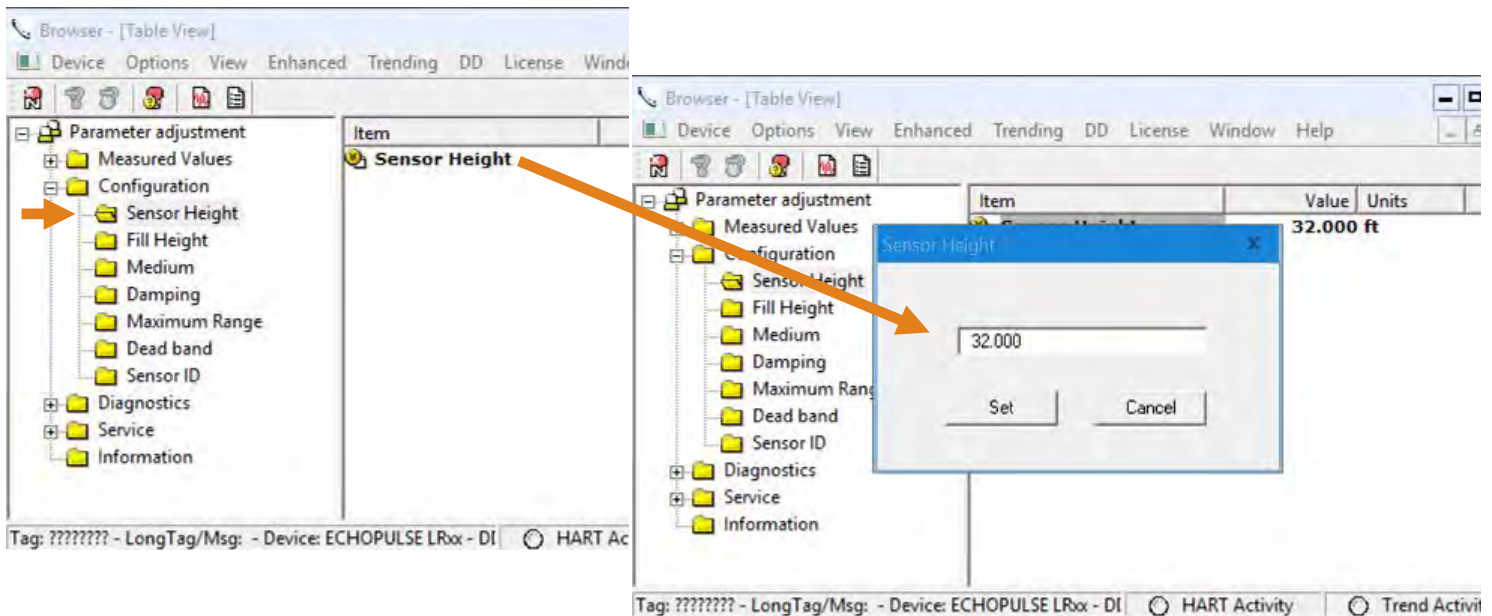 Browser - [Table View]
Device Options View Enhanced Trending DD License
Parameter adjustment
Measured Values
Configuration
Sensor Height
Fill Height
Medium
Damping
Maximum Range
Dead band
Sensor ID
Diagnostics
Service
Information
Item
Sensor Height
Tag: ???????? - LongTag/Msg: - Device: ECHOPULSE LRxx - DI HART Ac
Browser - [Table View]
Device Options View Enhanced Trending DD License Window Help
Parameter adjustment
Measured Values
Configuration
Sensor Height
Fill Height
Medium
Damping
Maximum Rang
Dead band
Sensor ID
Diagnostics
Service
Information
Item Value Units
32.000 ft
Sensor Height
32.000
Set Cancel
Tag: ???????? - LongTag/Msg: - Device: ECHOPULSE LRxx - DI HART Activity Trend Activit